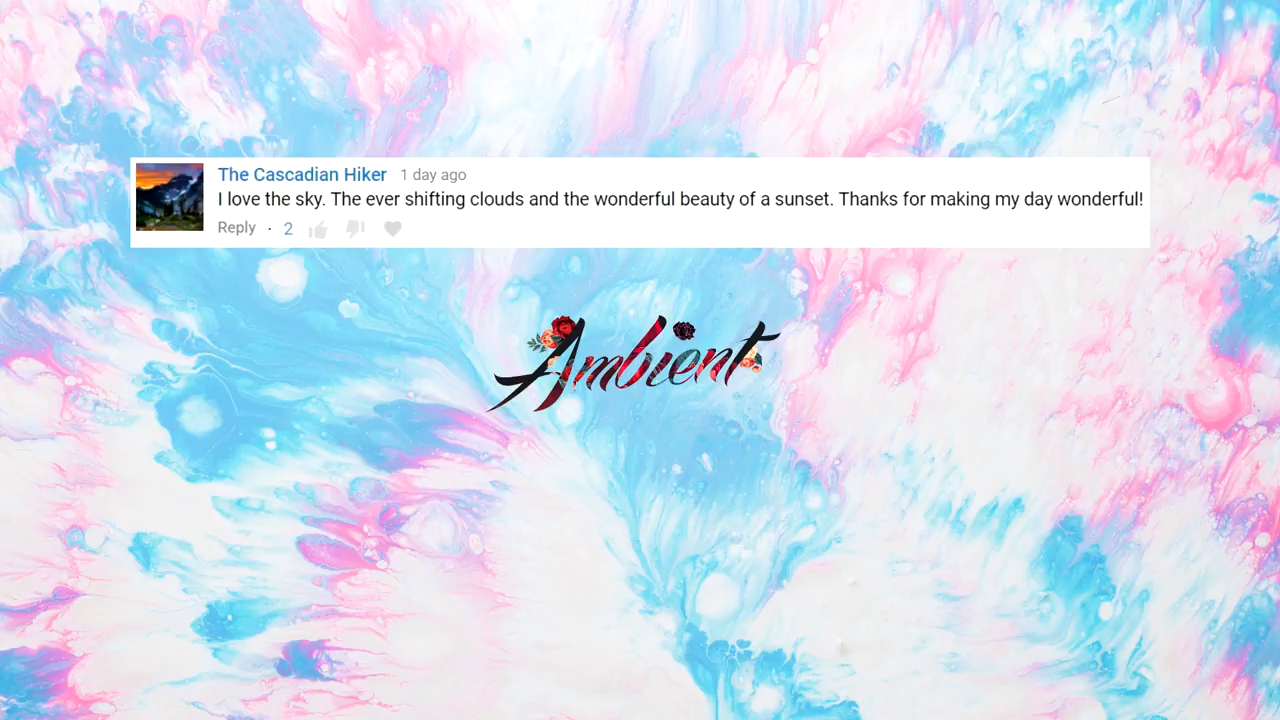 The Cascadian Hiker 1 day ago
I love the sky. The ever shifting clouds and the wonderful beauty of a sunset. Thanks for making my day wonderful!
Reply · 2
Ambient